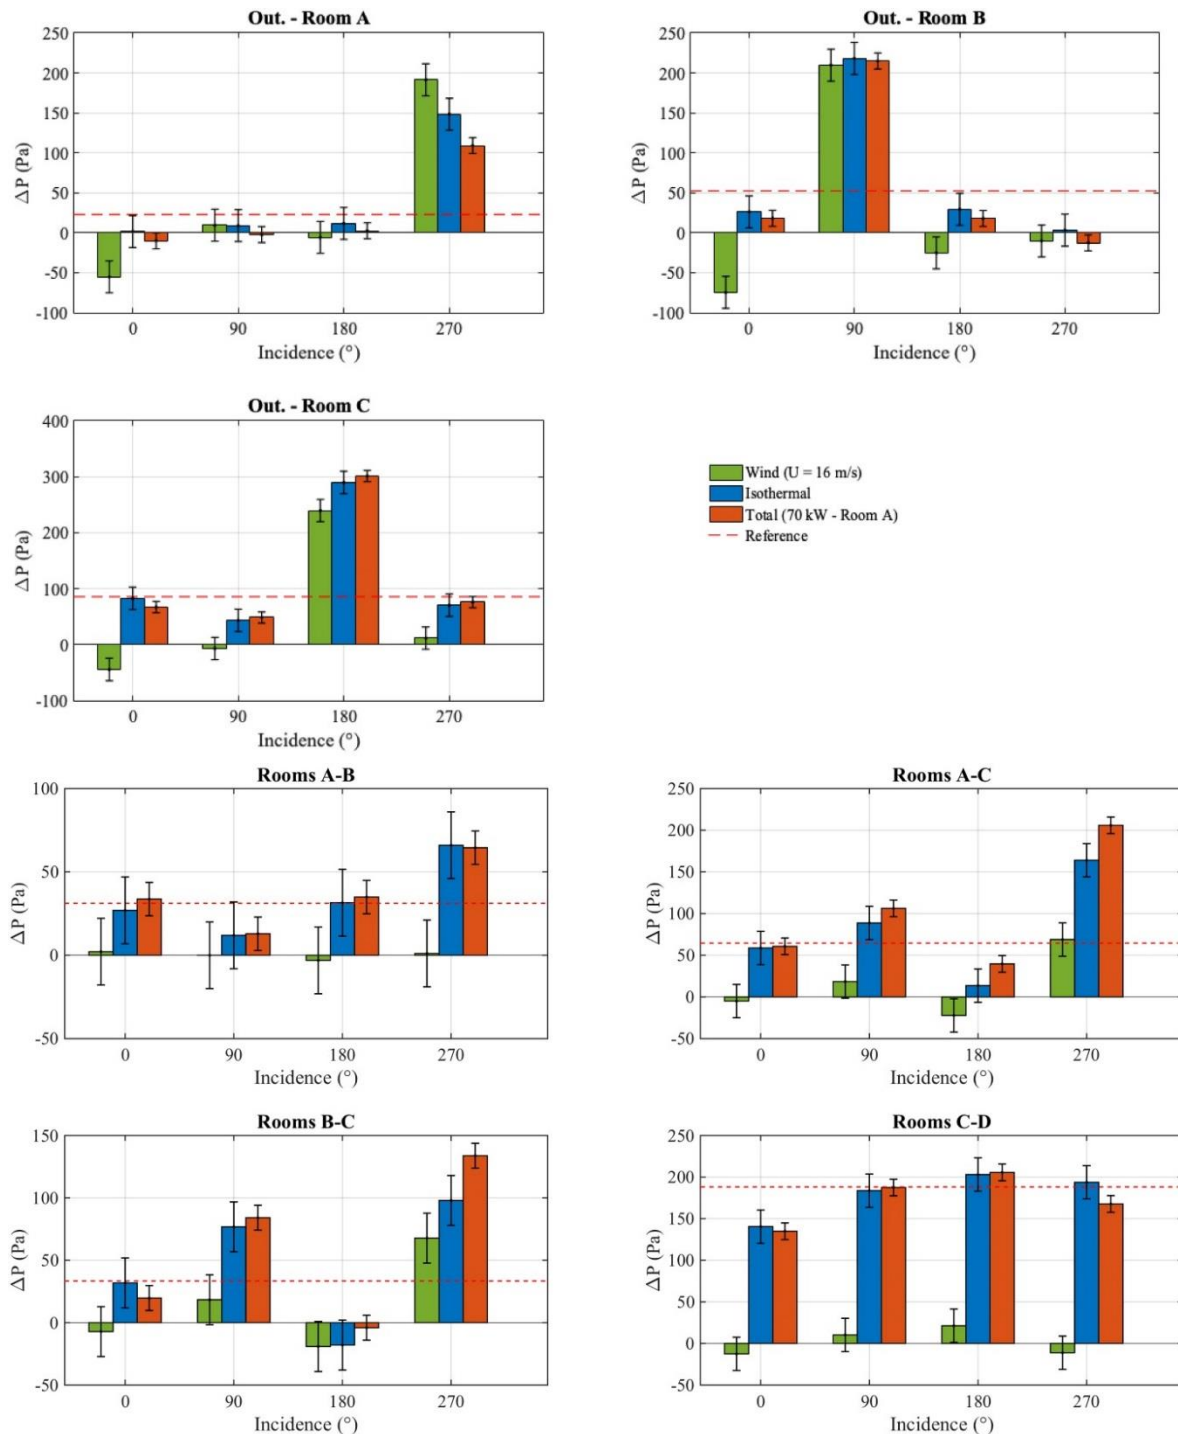 Out. - Room A
250
200
150
100
50
0
-50
-100
ΔP (Pa)
0 90 180 270
Incidence (°)
Out. - Room B
250
200
150
100
50
0
-50
-100
ΔP (Pa)
0 90 180 270
Incidence (°)
Out. - Room C
400
300
200
100
0
-100
ΔP (Pa)
0 90 180 270
Incidence (°)
Wind (U = 16 m/s)
Isothermal
Total (70 kW - Room A)
Reference
Rooms A-B
100
50
0
-50
ΔP (Pa)
0 90 180 270
Incidence (°)
Rooms A-C
250
200
150
100
50
0
-50
ΔP (Pa)
0 90 180 270
Incidence (°)
Rooms B-C
150
100
50
0
-50
ΔP (Pa)
0 90 180 270
Incidence (°)
Rooms C-D
250
200
150
100
50
0
-50
ΔP (Pa)
0 90 180 270
Incidence (°)